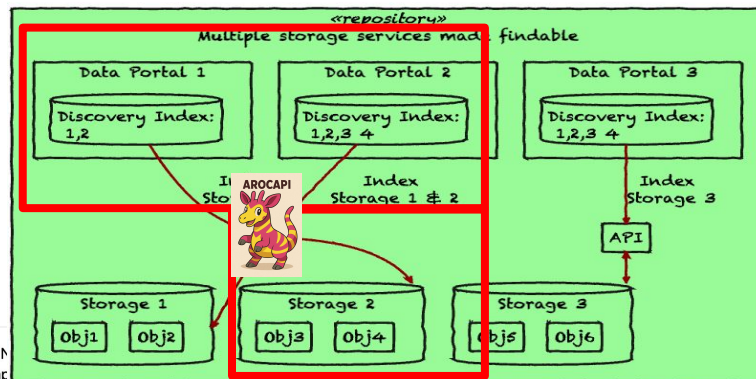 «repository»
Multiple storage services made findable
Data Portal 1
Data Portal 2
Data Portal 3
Discovery Index:
1,2
Discovery Index:
1,2,3 4
Discovery Index:
1,2,3 4
Index
Storage 1 & 2
Index
Storage 3
AROCAPI
API
Storage 1
Storage 2
Storage 3
Obj1
Obj2
Obj3
Obj4
Obj5
Obj6